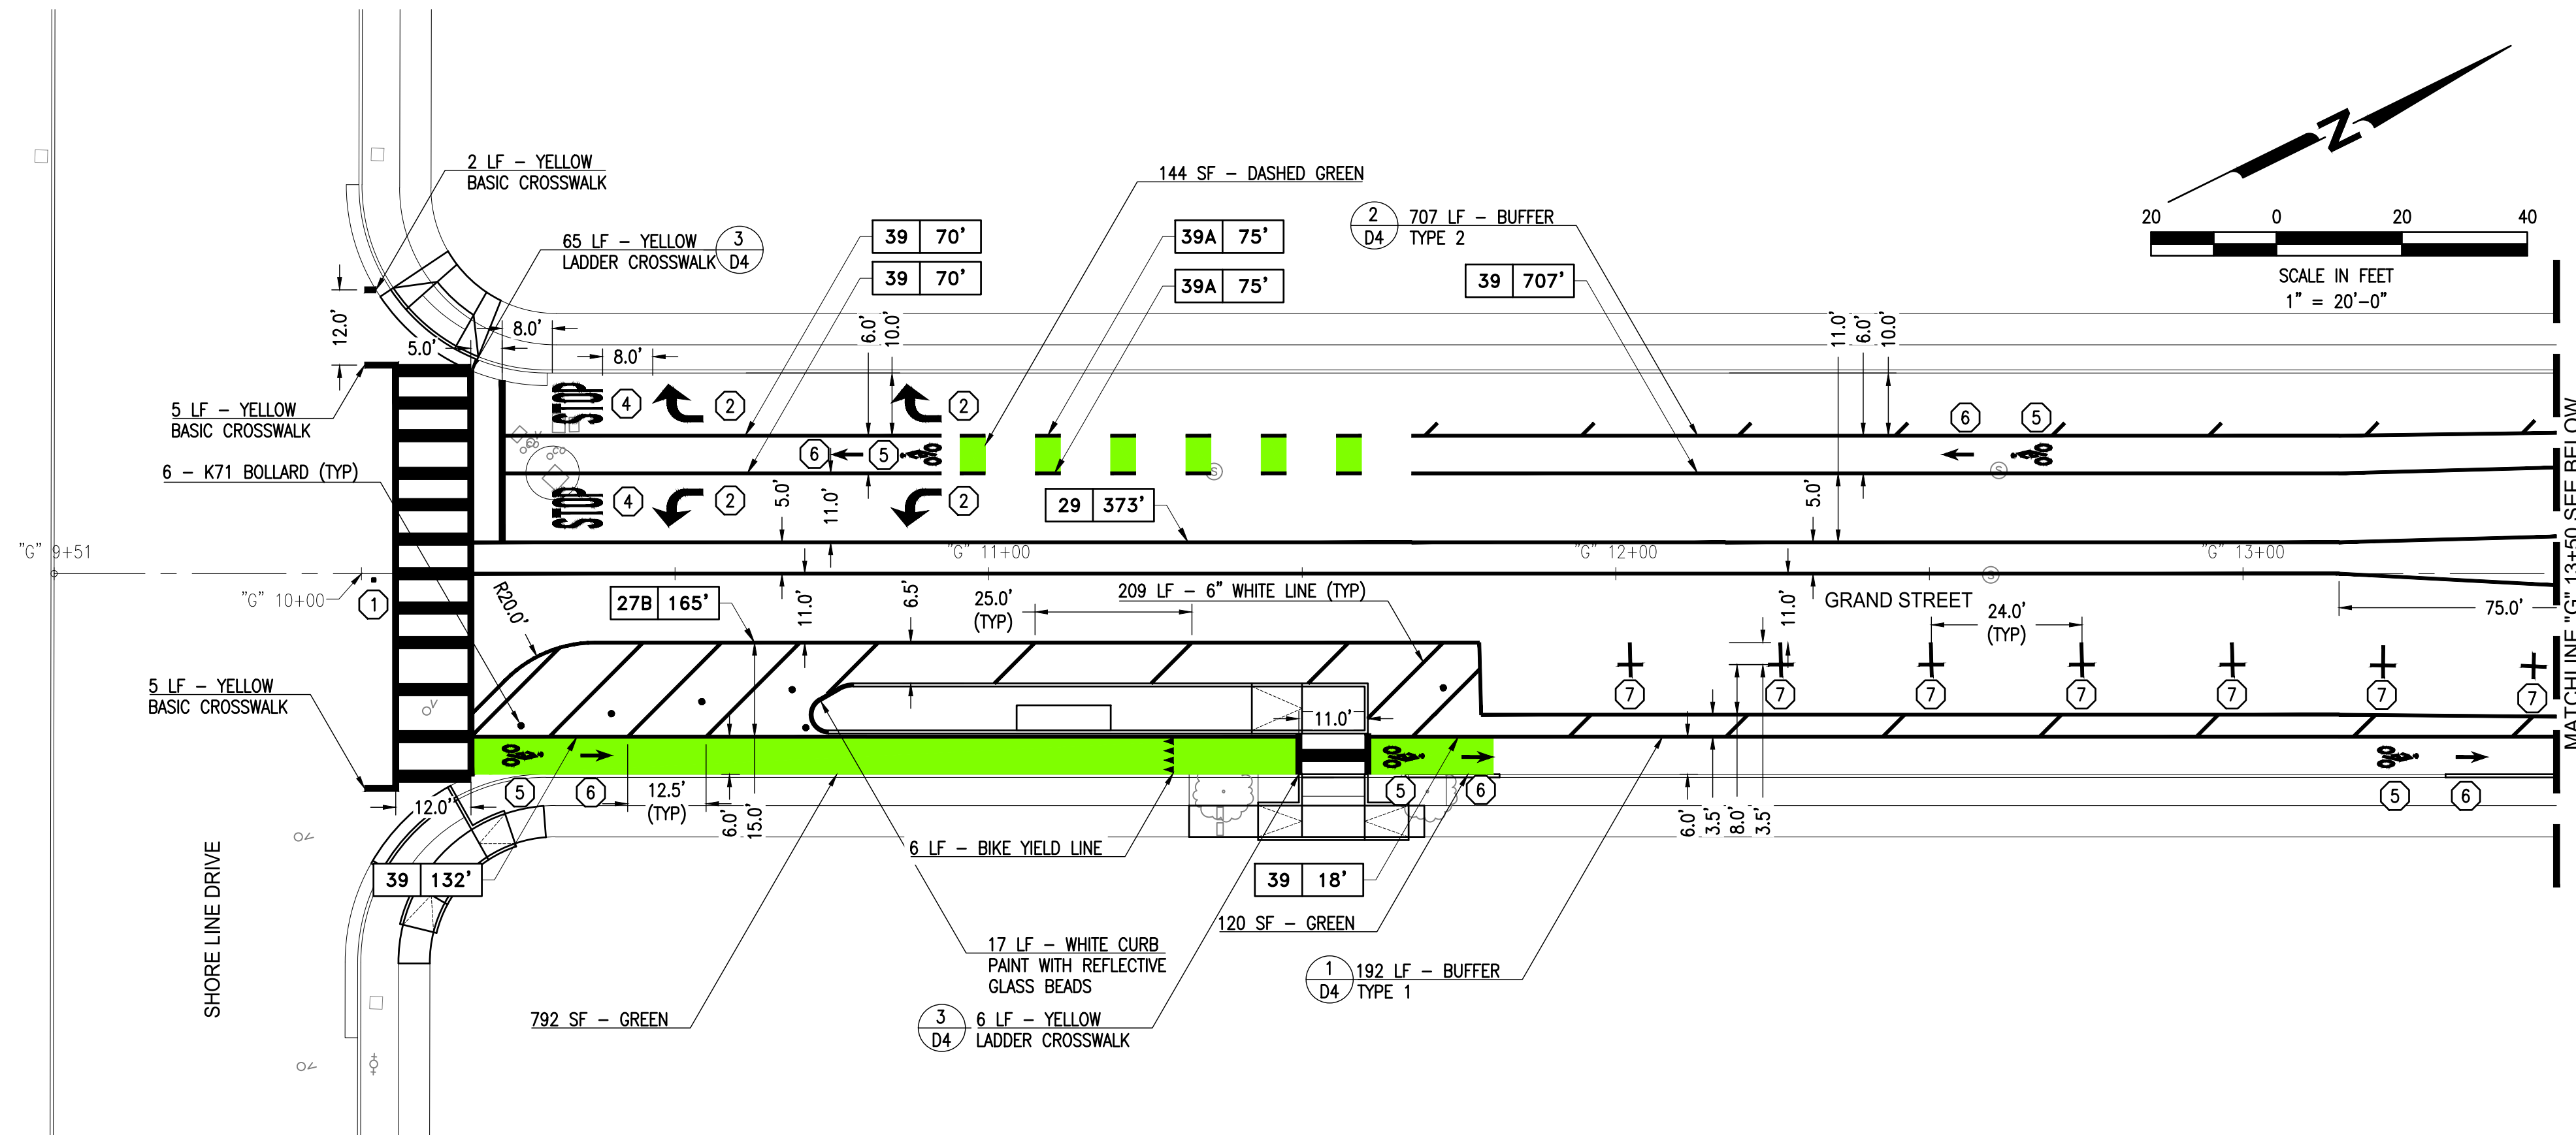 2 LF – YELLOW
BASIC CROSSWALK
65 LF – YELLOW
LADDER CROSSWALK
3
D4
144 SF – DASHED GREEN
39 70'
39 70'
39A 75'
39A 75'
2
D4
707 LF – BUFFER
TYPE 2
39 707'
N
20 0 20 40
SCALE IN FEET
1" = 20'-0"
12.0'
5.0'
8.0'
8.0'
6.0'
10.0'
11.0'
6.0'
10.0'
5 LF – YELLOW
BASIC CROSSWALK
6 – K71 BOLLARD (TYP)
STOP
4
2
2
6
5
6
5
STOP
4
2
2
5.0'
11.0'
29 373'
5.0'
"G" 9+51
"G" 10+00
"G" 11+00
"G" 12+00
"G" 13+00
1
R20.0'
27B 165'
11.0'
6.5'
25.0'
(TYP)
209 LF – 6" WHITE LINE (TYP)
11.0'
GRAND STREET
24.0'
(TYP)
75.0'
MATCHLINE "G" 13+50 SEE BELOW
7
7
7
7
7
7
7
5 LF – YELLOW
BASIC CROSSWALK
11.0'
12.0'
5
6
12.5'
(TYP)
6.0'
15.0'
5
6
6.0'
3.5'
8.0'
3.5'
5
6
6 LF – BIKE YIELD LINE
39 132'
39 18'
120 SF – GREEN
17 LF – WHITE CURB
PAINT WITH REFLECTIVE
GLASS BEADS
1
D4
192 LF – BUFFER
TYPE 1
792 SF – GREEN
3
D4
6 LF – YELLOW
LADDER CROSSWALK
SHORE LINE DRIVE
S
S
S